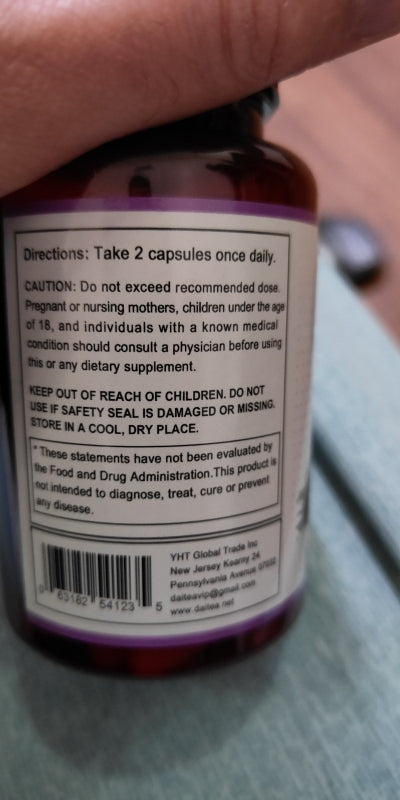 Directions: Take 2 capsules once daily.
CAUTION: Do not exceed recommended dose.
Pregnant or nursing mothers, children under the age
of 18, and individuals with a known medical
condition should consult a physician before using
this or any dietary supplement.
KEEP OUT OF REACH OF CHILDREN. DO NOT
USE IF SAFETY SEAL IS DAMAGED OR MISSING.
STORE IN A COOL, DRY PLACE.
* These statements have not been evaluated by
the Food and Drug Administration.This product is
not intended to diagnose, treat, cure or prevent
any disease.
YHT Global Trade Inc
New Jersey Kearny 24
Pennsylvania Avenue 07032
daiteavip@gmail.com
www.daitea.net
0 63182 54123 5